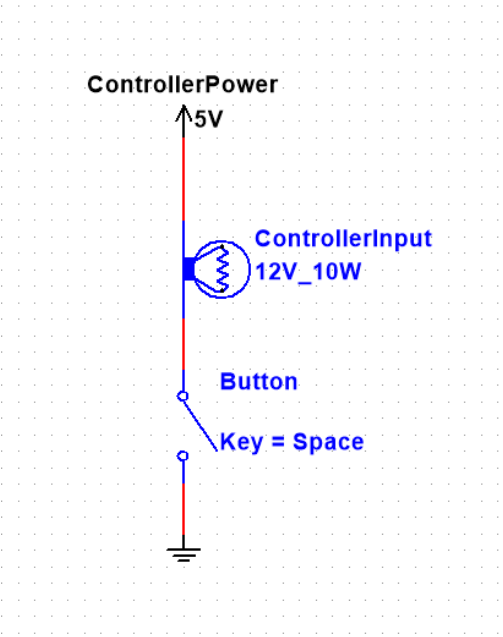 ControllerPower
5V
ControllerInput
12V_10W
Button
Key = Space